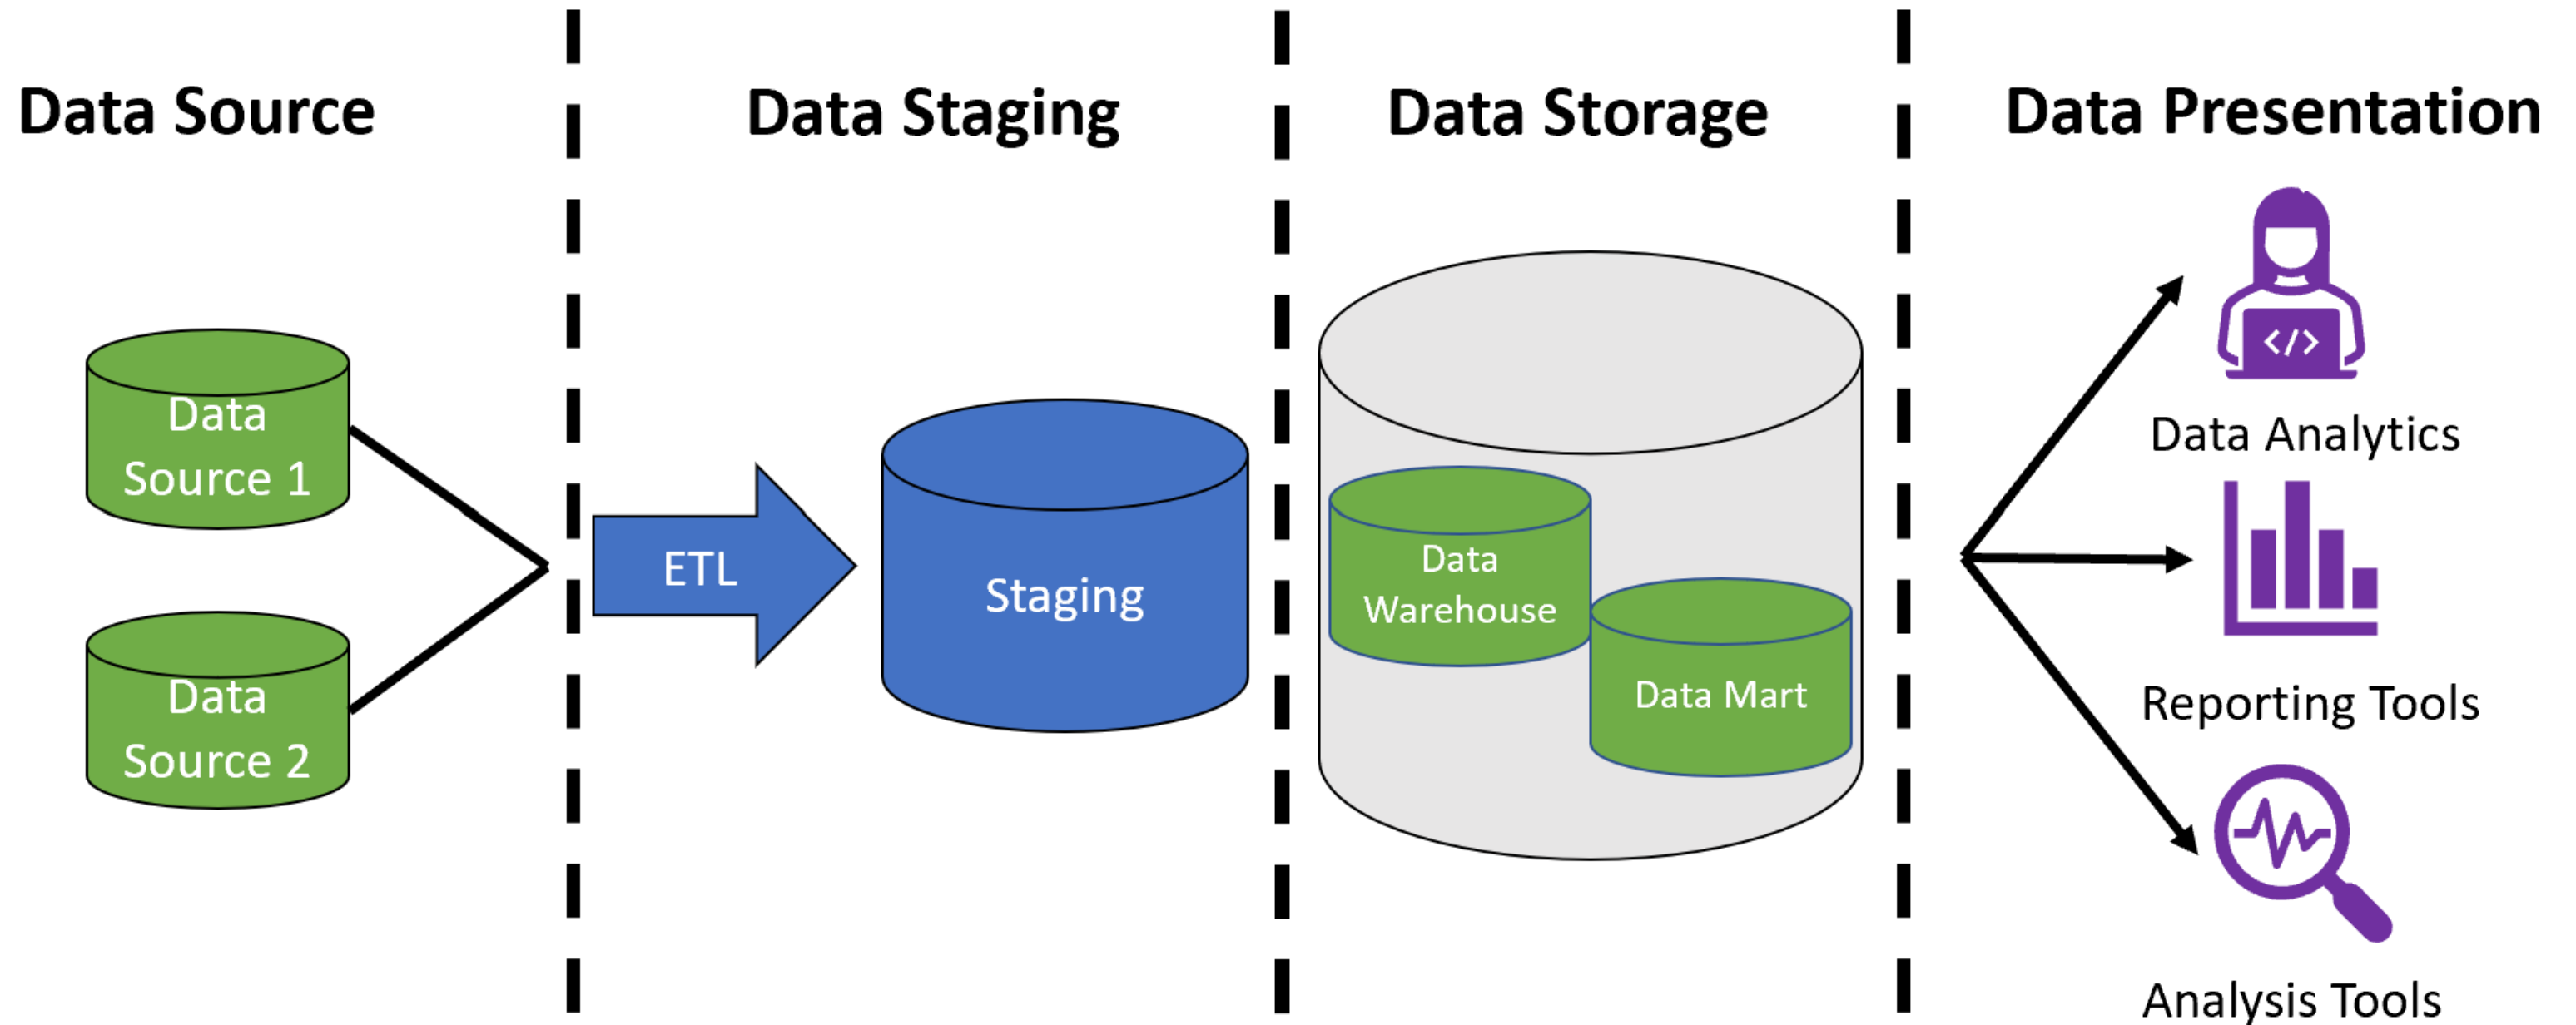 Data Source
Data Staging
Data Storage
Data Presentation
Data
Source 1
Data
Source 2
ETL
Staging
Data
Warehouse
Data Mart
</>
Data Analytics
Reporting Tools
Analysis Tools